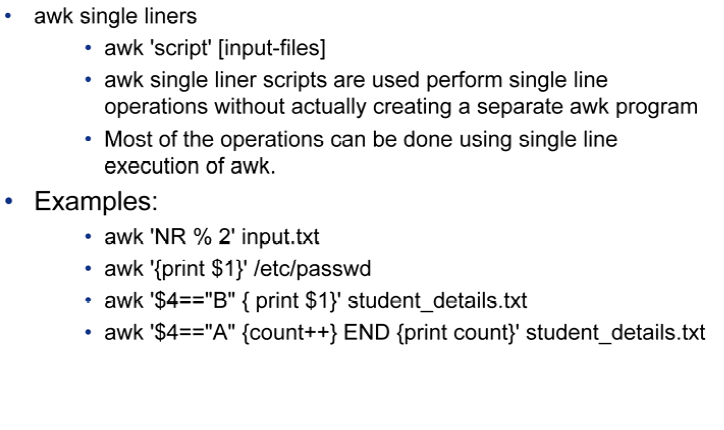 • awk single liners
• awk 'script' [input-files]
• awk single liner scripts are used perform single line
operations without actually creating a separate awk program
• Most of the operations can be done using single line
execution of awk.
• Examples:
• awk 'NR % 2' input.txt
• awk '{print $1}' /etc/passwd
• awk '$4=="B" { print $1}' student_details.txt
• awk '$4=="A" {count++} END {print count}' student_details.txt